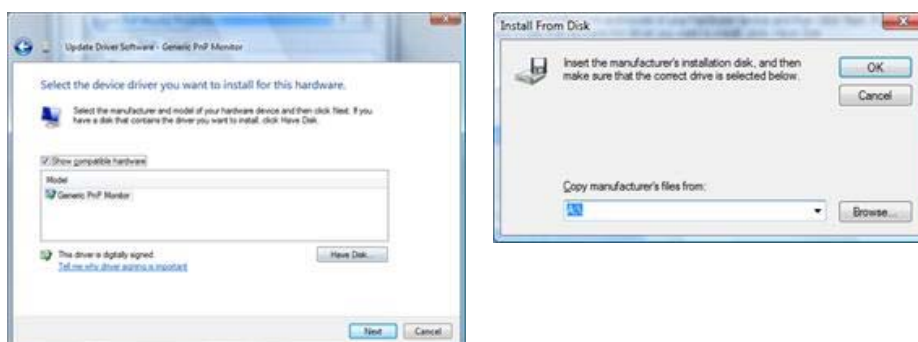 Update Driver Software - Generic PnP Monitor
Select the device driver you want to install for this hardware.
Select the manufacturer and model of your hardware device and then click Next. If you
have a disk that contains the driver you want to install, click Have Disk.
Show compatible hardware
Model
Generic PnP Monitor
This driver is digitally signed.
Tell me why driver signing is important
Have Disk...
Next
Cancel
Install From Disk
Insert the manufacturer's installation disk, and then
make sure that the correct drive is selected below.
OK
Cancel
Copy manufacturer's files from:
A:\
Browse...